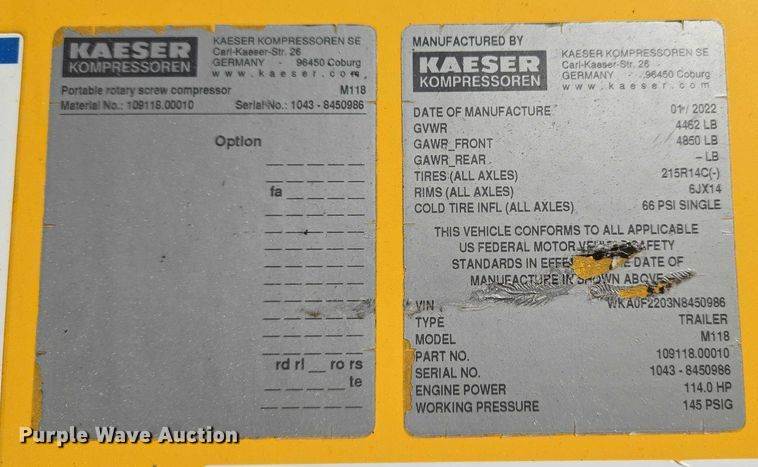 KAESER
KOMPRESSOREN
KAESER KOMPRESSOREN SE
Carl-Kaeser-Str. 26
GERMANY - 96450 Coburg
www.kaeser.com
Portable rotary screw compressor M118
Material No.: 109118.00010 Serial-No.: 1043 - 8450986
Option
_ _ _ _ _ _
fa _ _ _ _ _
_ _ _ _ _ _
_ _ _ _ _ _
_ _ _ _ _ _
_ _ _ _ _ _
_ _ _ _ _ _
_ _ _ _ _ _
_ _ _ _ _ _
_ _ _ _ _ _
rd rl _ ro rs
_ _ _ _ te
_ _ _ _ _
MANUFACTURED BY
KAESER
KOMPRESSOREN
KAESER KOMPRESSOREN SE
Carl-Kaeser-Str. 26
GERMANY - 96450 Coburg
www.kaeser.com
DATE OF MANUFACTURE 01 / 2022
GVWR 4462 LB
GAWR_FRONT 4850 LB
GAWR_REAR - LB
TIRES (ALL AXLES) 215R14C(-)
RIMS (ALL AXLES) 6JX14
COLD TIRE INFL (ALL AXLES) 66 PSI SINGLE
THIS VEHICLE CONFORMS TO ALL APPLICABLE
US FEDERAL MOTOR SAFETY
STANDARDS IN DATE OF
MANUFACTURE SHOWN ABOVE
VIN WKA0F2203N8450986
TYPE TRAILER
MODEL M118
PART NO. 109118.00010
SERIAL NO. 1043 - 8450986
ENGINE POWER 114.0 HP
WORKING PRESSURE 145 PSIG
Purple Wave Auction